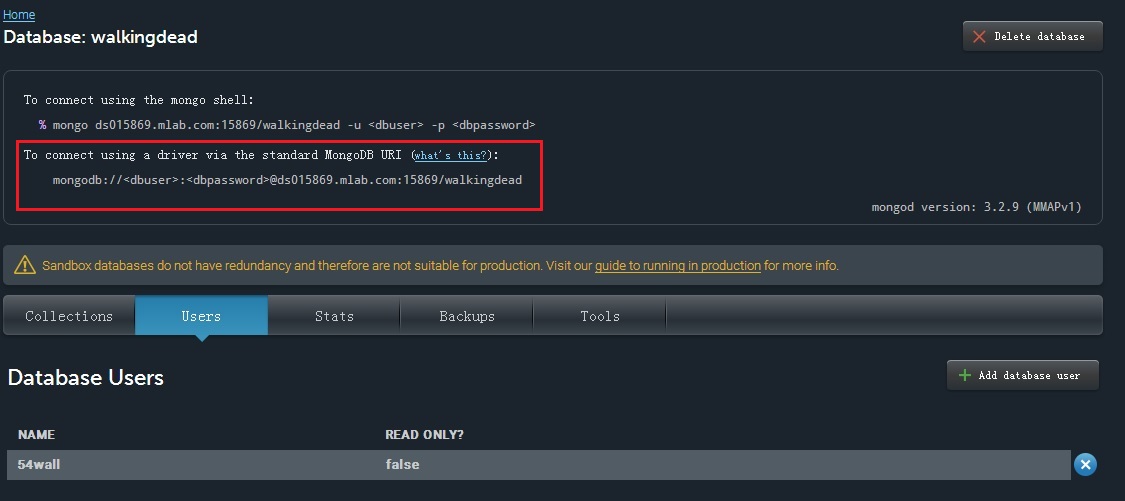 Home
Database: walkingdead
Delete database
To connect using the mongo shell:
% mongo ds015869.mlab.com:15869/walkingdead -u <dbuser> -p <dbpassword>
To connect using a driver via the standard MongoDB URI (what's this?):
mongodb://<dbuser>:<dbpassword>@ds015869.mlab.com:15869/walkingdead
mongod version: 3.2.9 (MMAPv1)
Sandbox databases do not have redundancy and therefore are not suitable for production. Visit our guide to running in production for more info.
Collections Users Stats Backups Tools
Database Users
Add database user
NAME READ ONLY?
54wall false